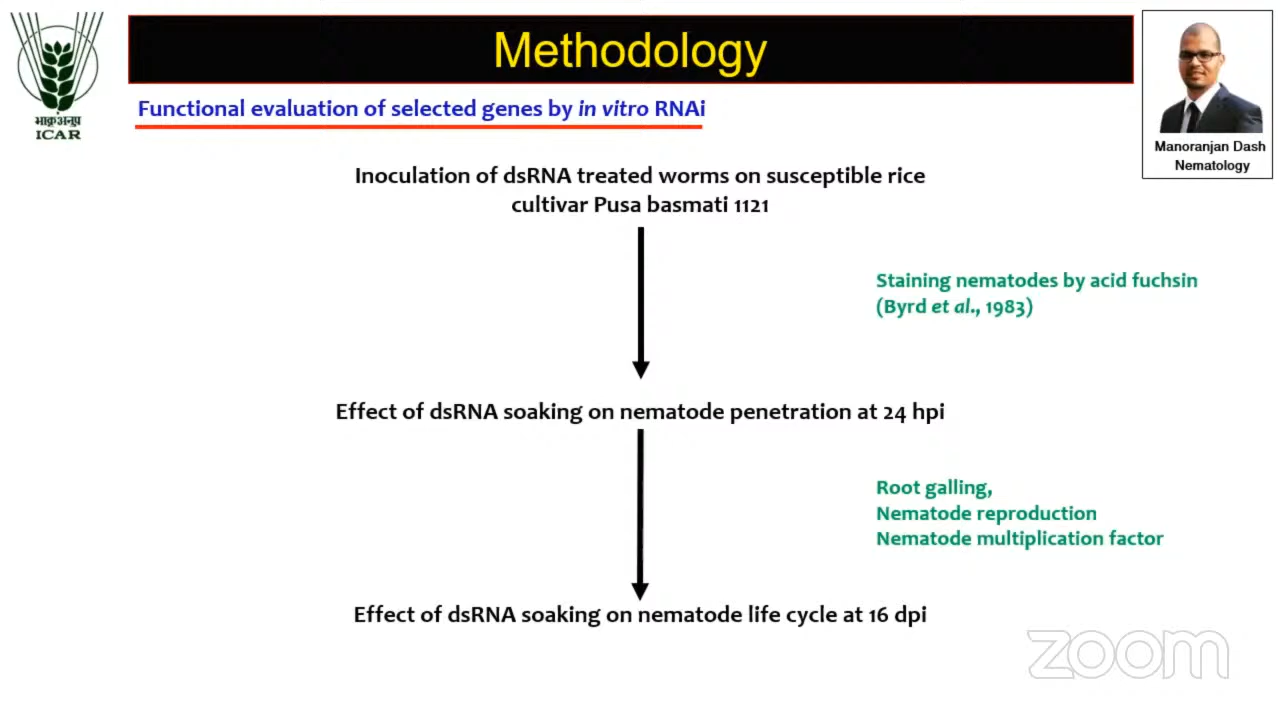 Methodology
भाकृअनुप
ICAR
Functional evaluation of selected genes by in vitro RNAi
Manoranjan Dash
Nematology
Inoculation of dsRNA treated worms on susceptible rice
cultivar Pusa basmati 1121
Staining nematodes by acid fuchsin
(Byrd et al., 1983)
Effect of dsRNA soaking on nematode penetration at 24 hpi
Root galling,
Nematode reproduction
Nematode multiplication factor
Effect of dsRNA soaking on nematode life cycle at 16 dpi
zoom